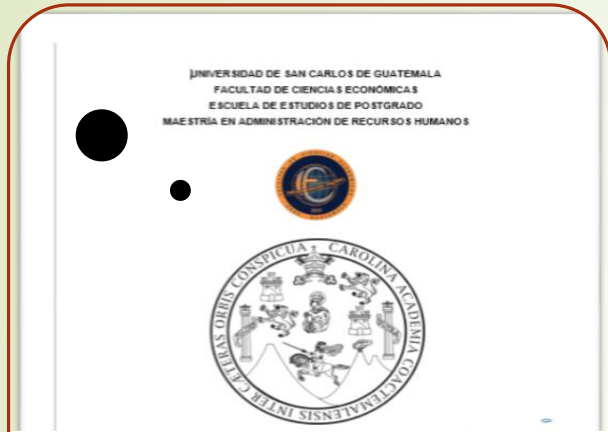 UNIVERSIDAD DE SAN CARLOS DE GUATEMALA
FACULTAD DE CIENCIAS ECONÓMICAS
ESCUELA DE ESTUDIOS DE POSTGRADO
MAESTRÍA EN ADMINISTRACIÓN DE RECURSOS HUMANOS
CAROLINA ACADEMIA COACTEMALENSIS INTER CÆTERAS ORBIS CONSPICUA